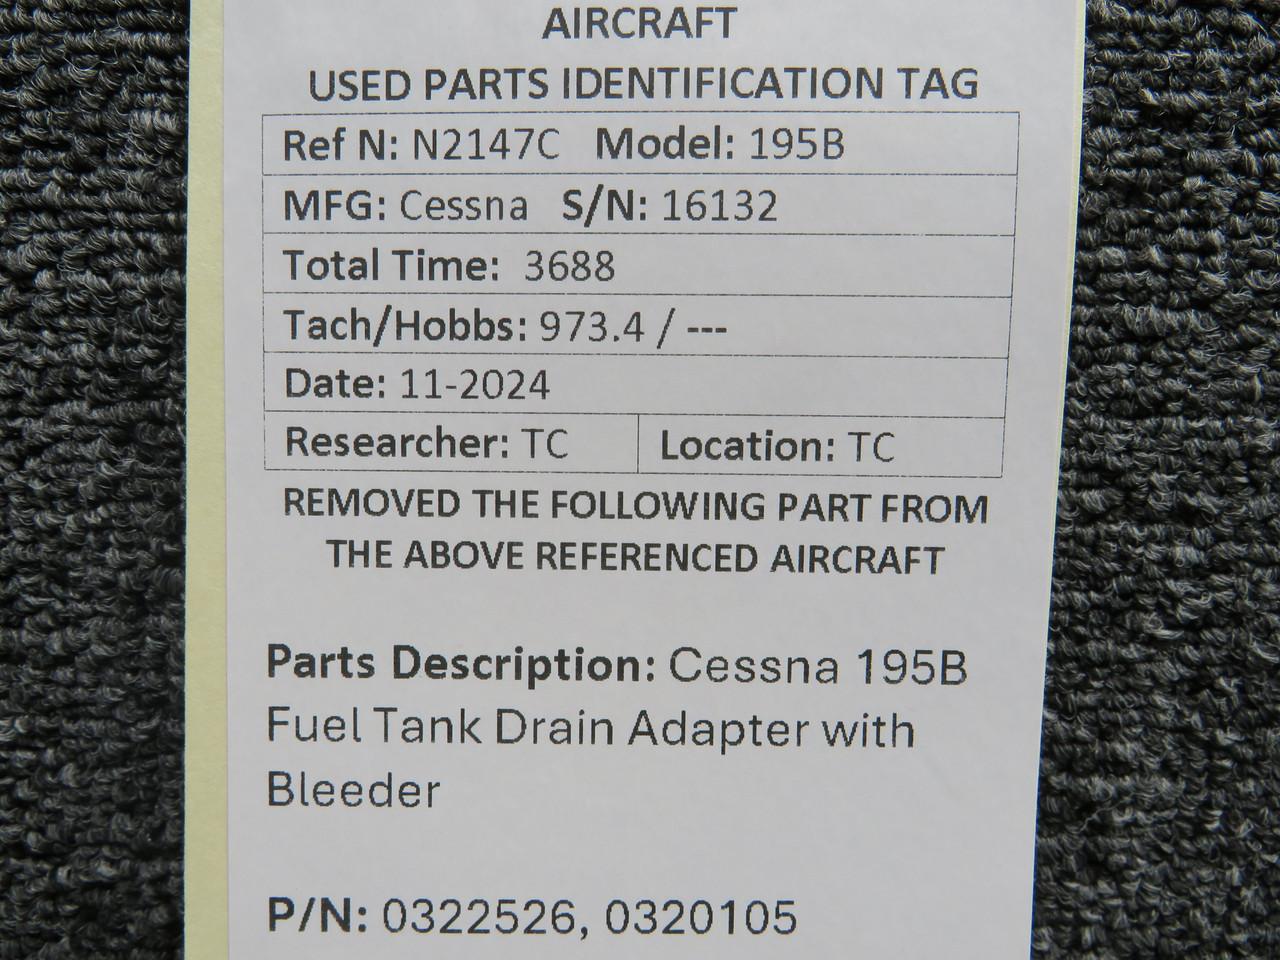 AIRCRAFT
USED PARTS IDENTIFICATION TAG
Ref N: N2147C Model: 195B
MFG: Cessna S/N: 16132
Total Time: 3688
Tach/Hobbs: 973.4 / ---
Date: 11-2024
Researcher: TC Location: TC
REMOVED THE FOLLOWING PART FROM
THE ABOVE REFERENCED AIRCRAFT
Parts Description: Cessna 195B
Fuel Tank Drain Adapter with
Bleeder
P/N: 0322526, 0320105